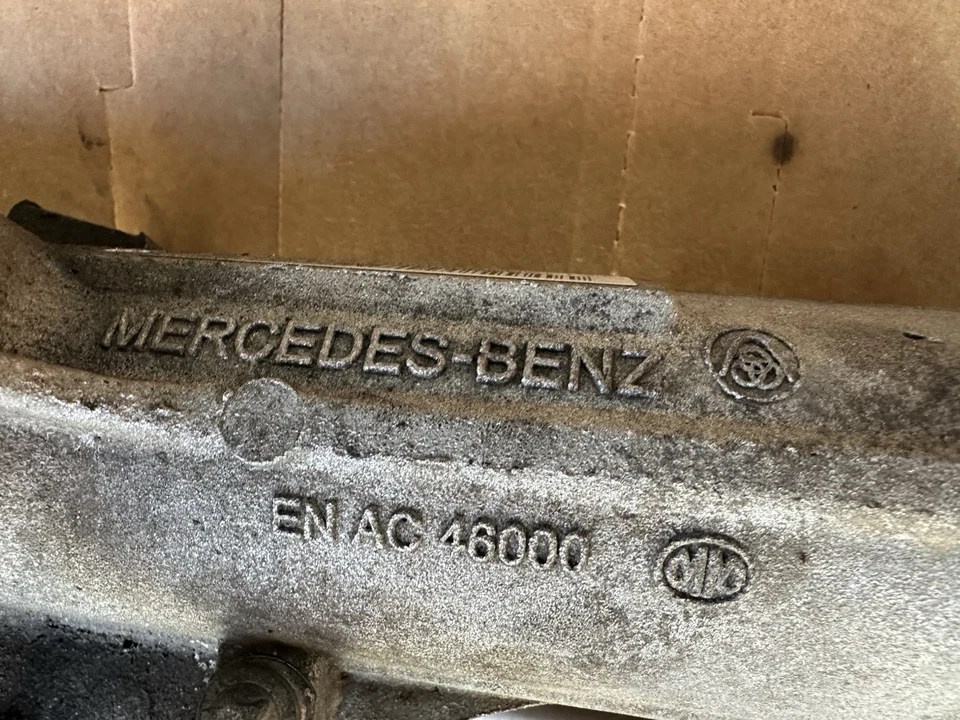 MERCEDES-BENZ
EN AC 46000